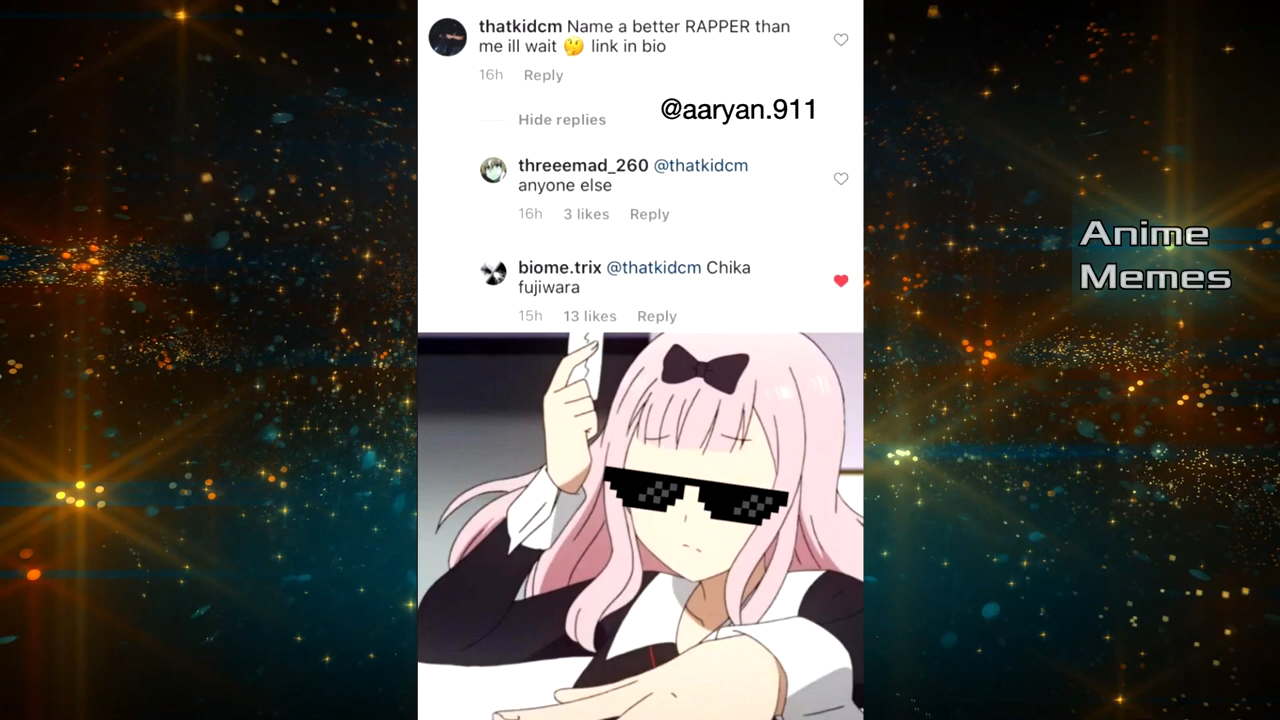 thatkidcm Name a better RAPPER than
me ill wait 🤔 link in bio
16h Reply
Hide replies
@aaryan.911
threeemad_260 @thatkidcm
anyone else
16h 3 likes Reply
biome.trix @thatkidcm Chika
fujiwara
15h 13 likes Reply
Anime
Memes